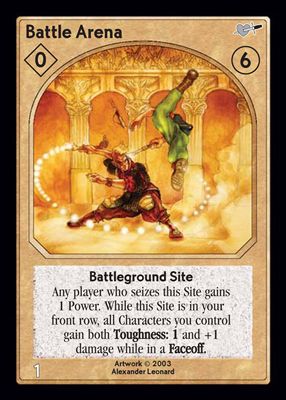 Battle Arena
0
6
Battleground Site
Any player who seizes this Site gains
1 Power. While this Site is in your
front row, all Characters you control
gain both Toughness: 1 and +1
damage while in a Faceoff.
1
Artwork © 2003
Alexander Leonard